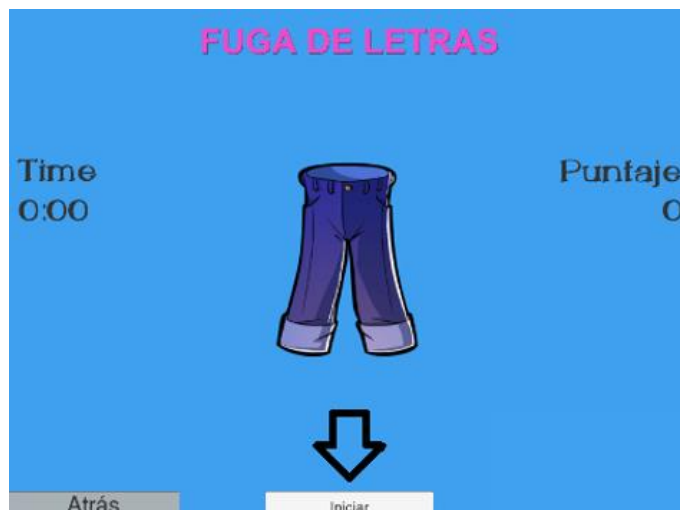 FUGA DE LETRAS
Time
0:00
Puntaje
0
Atrás
Iniciar